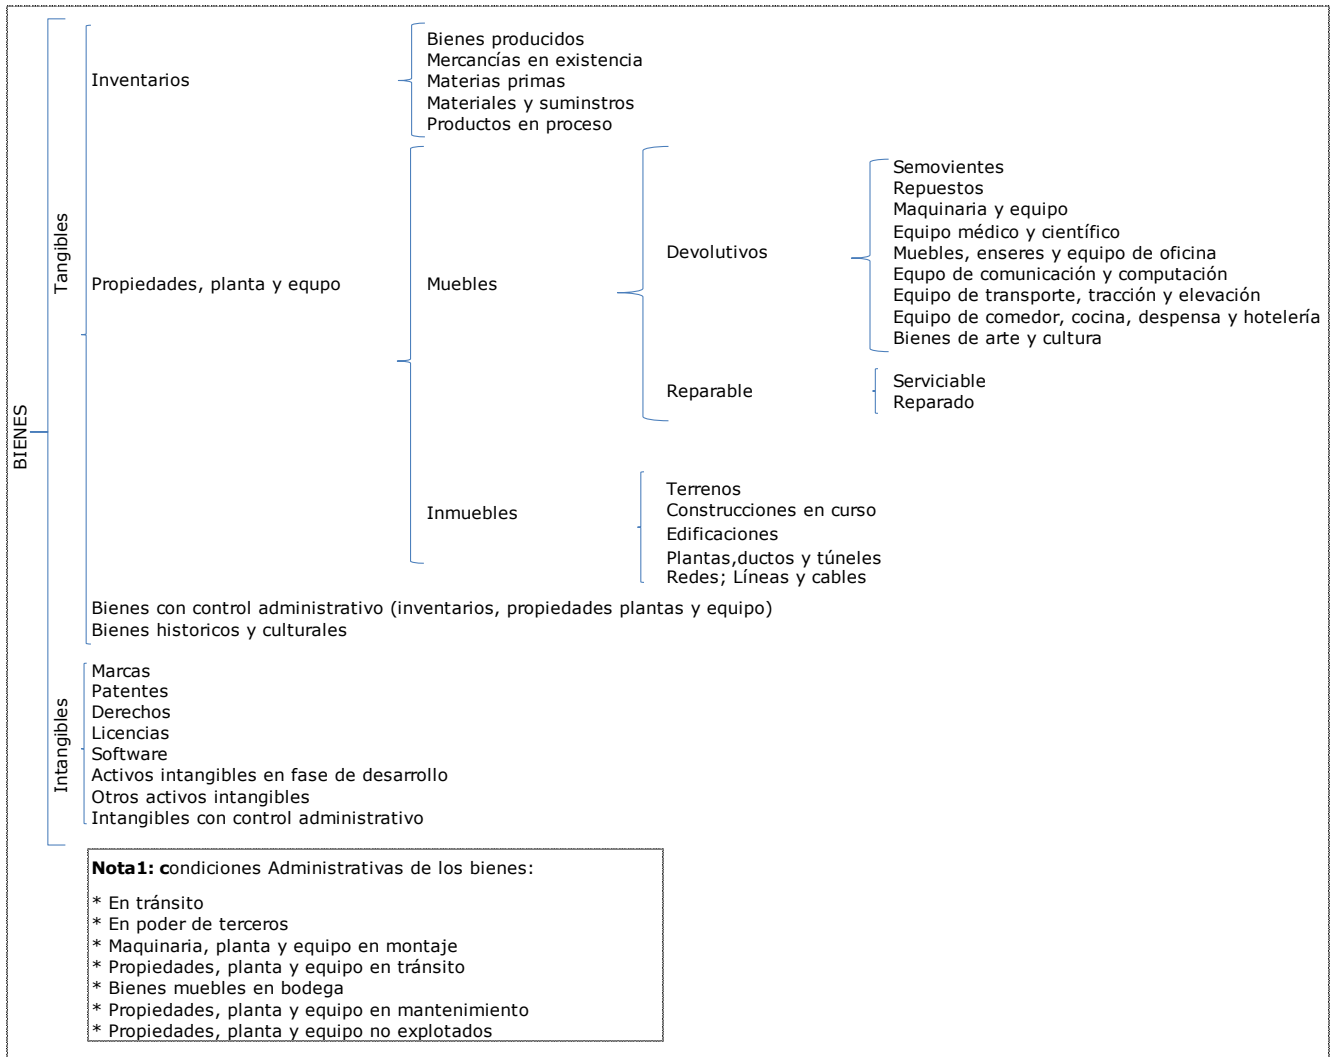 BIENES
Tangibles
Inventarios
Bienes producidos
Mercancías en existencia
Materias primas
Materiales y suminstros
Productos en proceso
Propiedades, planta y equpo
Muebles
Devolutivos
Semovientes
Repuestos
Maquinaria y equipo
Equipo médico y científico
Muebles, enseres y equipo de oficina
Equpo de comunicación y computación
Equipo de transporte, tracción y elevación
Equipo de comedor, cocina, despensa y hotelería
Bienes de arte y cultura
Reparable
Serviciable
Reparado
Inmuebles
Terrenos
Construcciones en curso
Edificaciones
Plantas,ductos y túneles
Redes; Líneas y cables
Bienes con control administrativo (inventarios, propiedades plantas y equipo)
Bienes historicos y culturales
Intangibles
Marcas
Patentes
Derechos
Licencias
Software
Activos intangibles en fase de desarrollo
Otros activos intangibles
Intangibles con control administrativo
Nota1: condiciones Administrativas de los bienes:
* En tránsito
* En poder de terceros
* Maquinaria, planta y equipo en montaje
* Propiedades, planta y equipo en tránsito
* Bienes muebles en bodega
* Propiedades, planta y equipo en mantenimiento
* Propiedades, planta y equipo no explotados